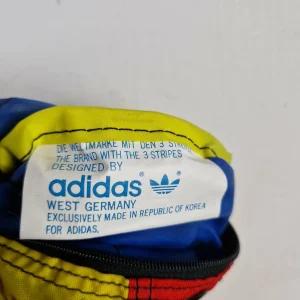 DIE WELTMARKE MIT DEN 3 STR
THE BRAND WITH THE 3 STRIPES
DESIGNED BY
adidas
WEST GERMANY
EXCLUSIVELY MADE IN REPUBLIC OF KOREA
FOR ADIDAS.